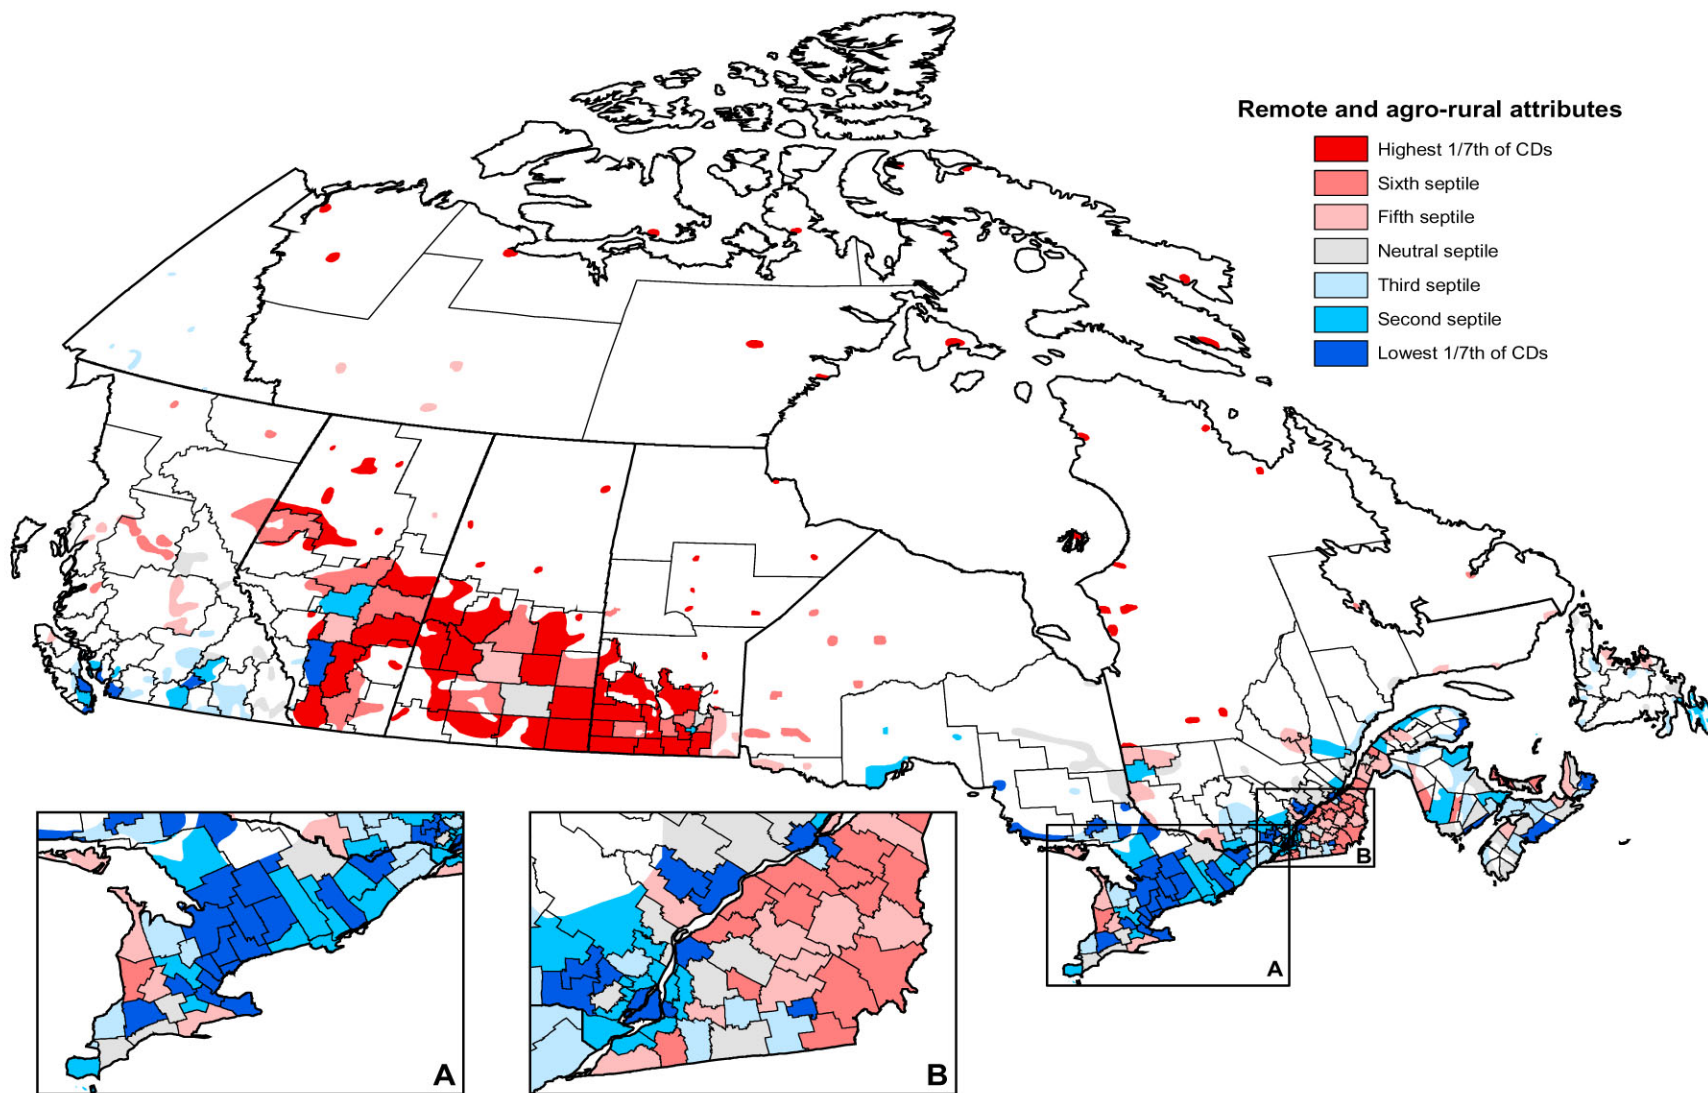 Remote and agro-rural attributes
Highest 1/7th of CDs
Sixth septile
Fifth septile
Neutral septile
Third septile
Second septile
Lowest 1/7th of CDs
B
A
A
B